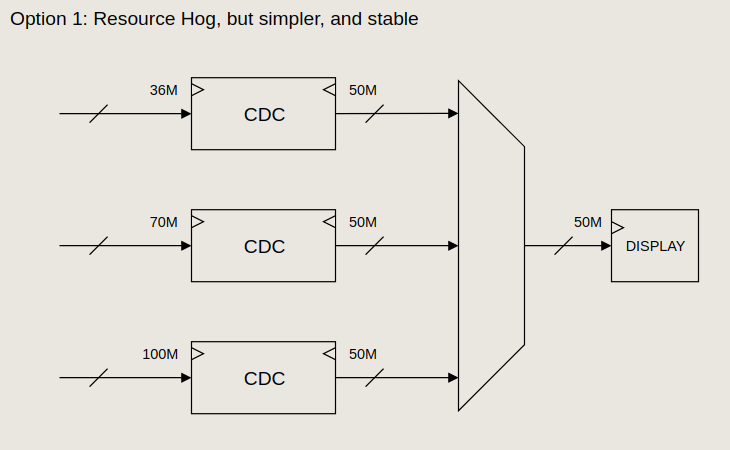 Option 1: Resource Hog, but simpler, and stable
36M
50M
CDC
70M
50M
50M
CDC
DISPLAY
100M
50M
CDC